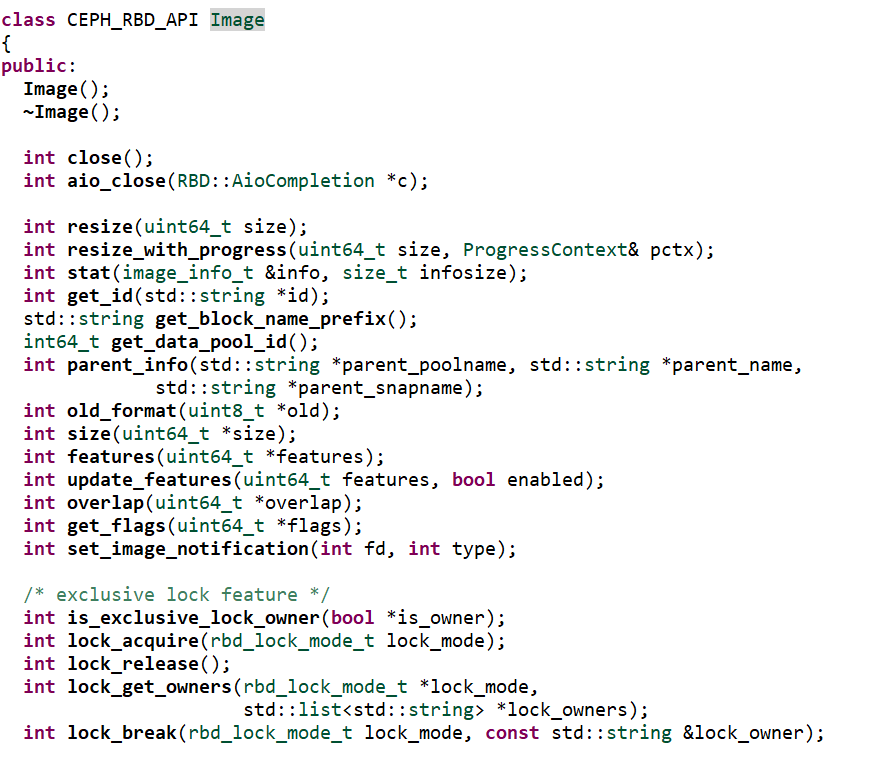 class CEPH_RBD_API Image
{
public:
  Image();
  ~Image();

  int close();
  int aio_close(RBD::AioCompletion *c);

  int resize(uint64_t size);
  int resize_with_progress(uint64_t size, ProgressContext& pctx);
  int stat(image_info_t &info, size_t infosize);
  int get_id(std::string *id);
  std::string get_block_name_prefix();
  int64_t get_data_pool_id();
  int parent_info(std::string *parent_poolname, std::string *parent_name,
              std::string *parent_snapname);
  int old_format(uint8_t *old);
  int size(uint64_t *size);
  int features(uint64_t *features);
  int update_features(uint64_t features, bool enabled);
  int overlap(uint64_t *overlap);
  int get_flags(uint64_t *flags);
  int set_image_notification(int fd, int type);

  /* exclusive lock feature */
  int is_exclusive_lock_owner(bool *is_owner);
  int lock_acquire(rbd_lock_mode_t lock_mode);
  int lock_release();
  int lock_get_owners(rbd_lock_mode_t *lock_mode,
                      std::list<std::string> *lock_owners);
  int lock_break(rbd_lock_mode_t lock_mode, const std::string &lock_owner);